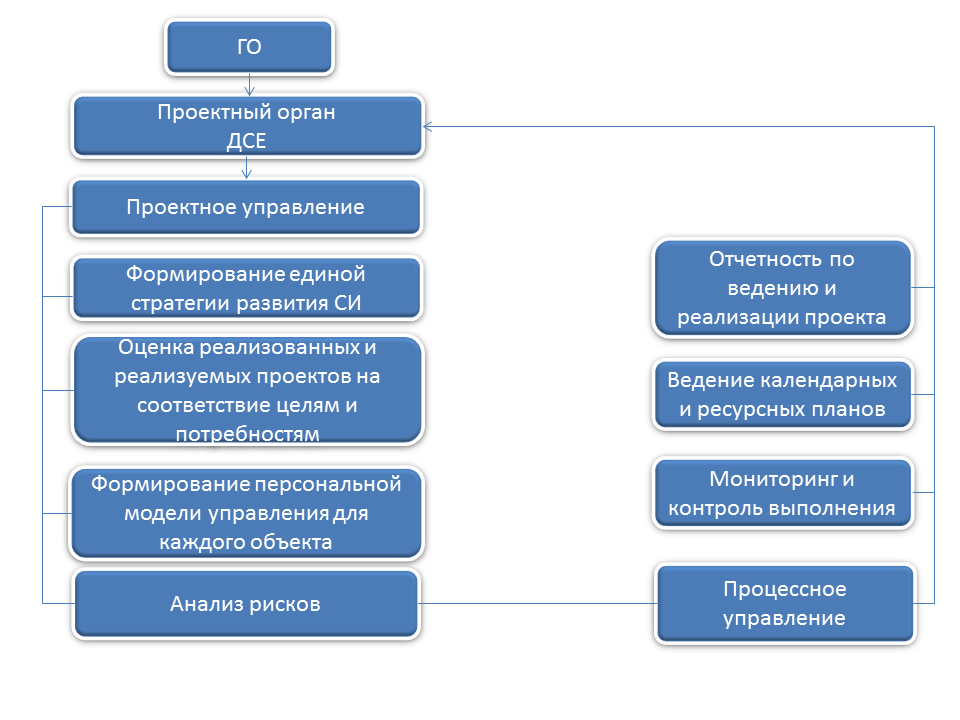 ГО
Проектный орган
ДСЕ
Проектное управление
Формирование единой
стратегии развития СИ
Оценка реализованных и
реализуемых проектов на
соответствие целям и
потребностям
Формирование персональной
модели управления для
каждого объекта
Анализ рисков
Отчетность по
ведению и
реализации проекта
Ведение календарных
и ресурсных планов
Мониторинг и
контроль выполнения
Процессное
управление